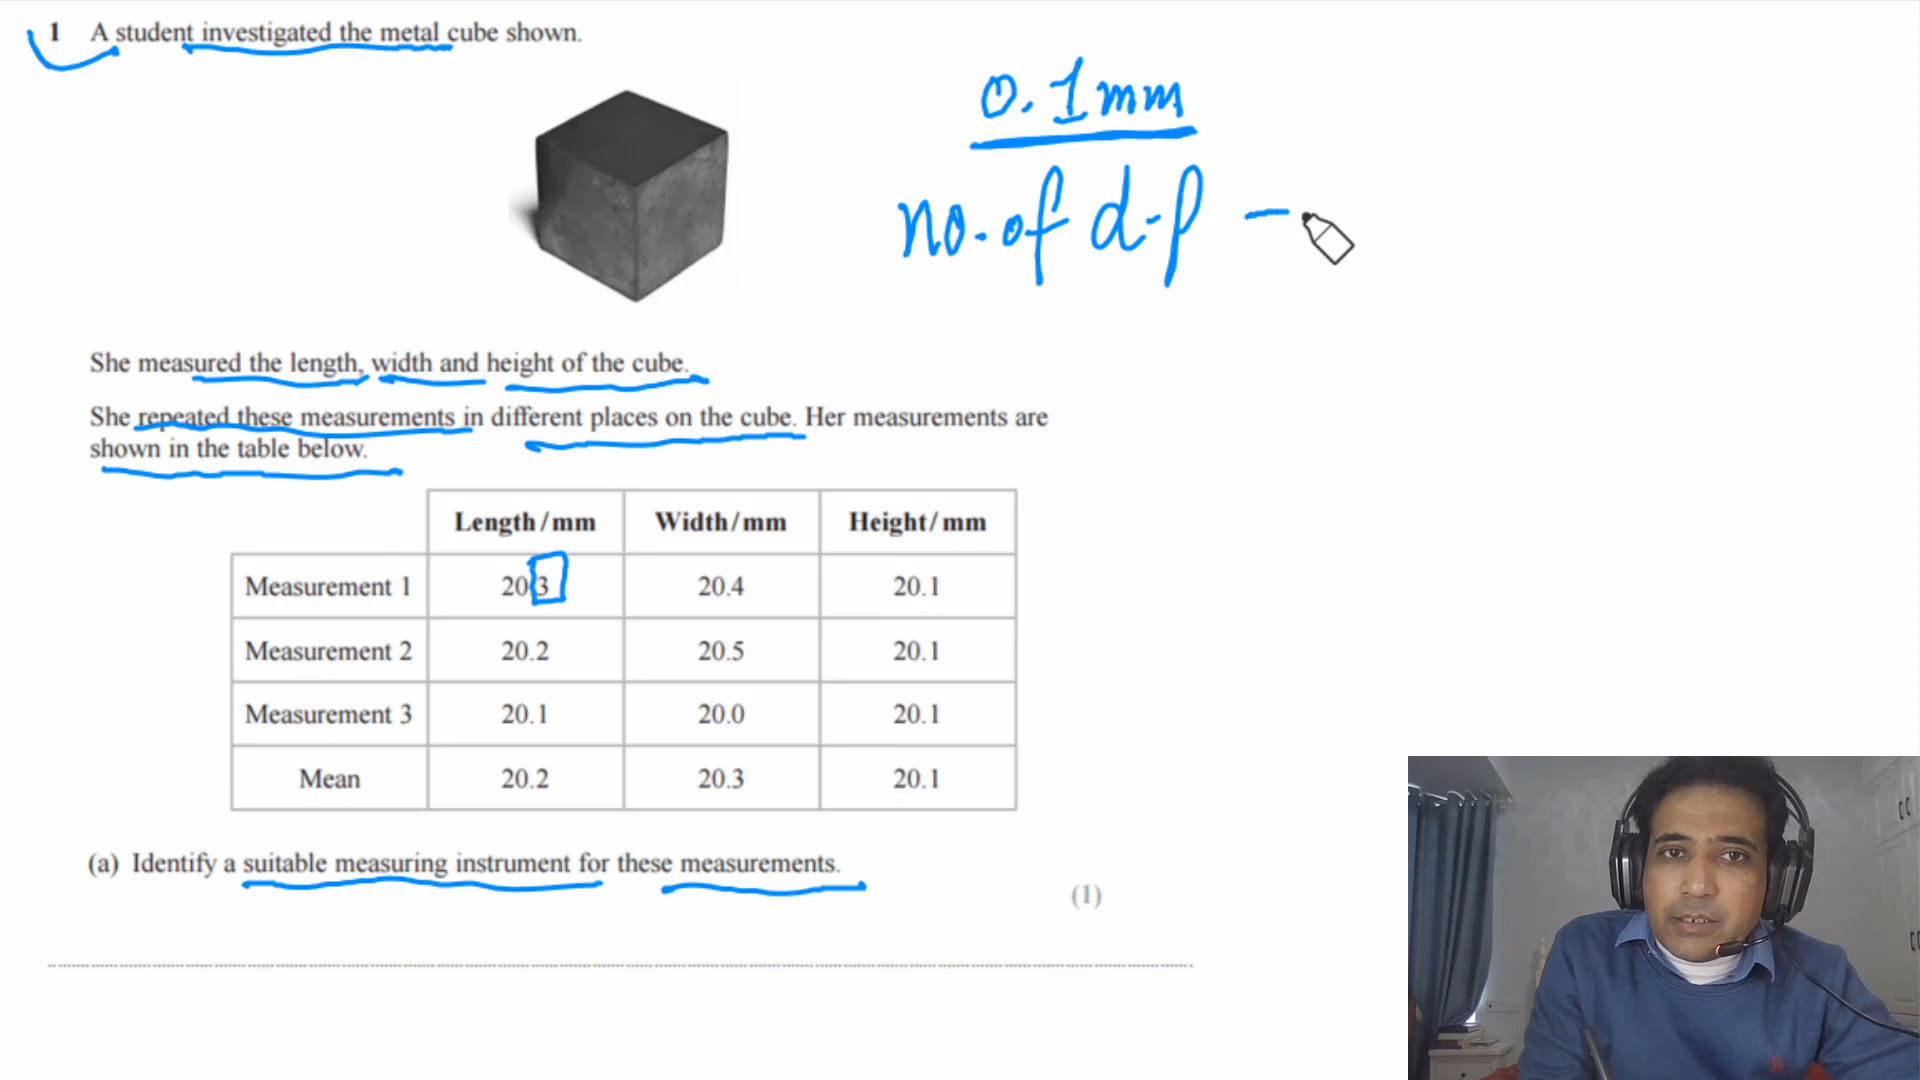 1 A student investigated the metal cube shown.
0.1mm
no. of d.p -
She measured the length, width and height of the cube.
She repeated these measurements in different places on the cube. Her measurements are
shown in the table below.
Length/mm Width/mm Height/mm
Measurement 1 20.3 20.4 20.1
Measurement 2 20.2 20.5 20.1
Measurement 3 20.1 20.0 20.1
Mean 20.2 20.3 20.1
(a) Identify a suitable measuring instrument for these measurements.
(1)